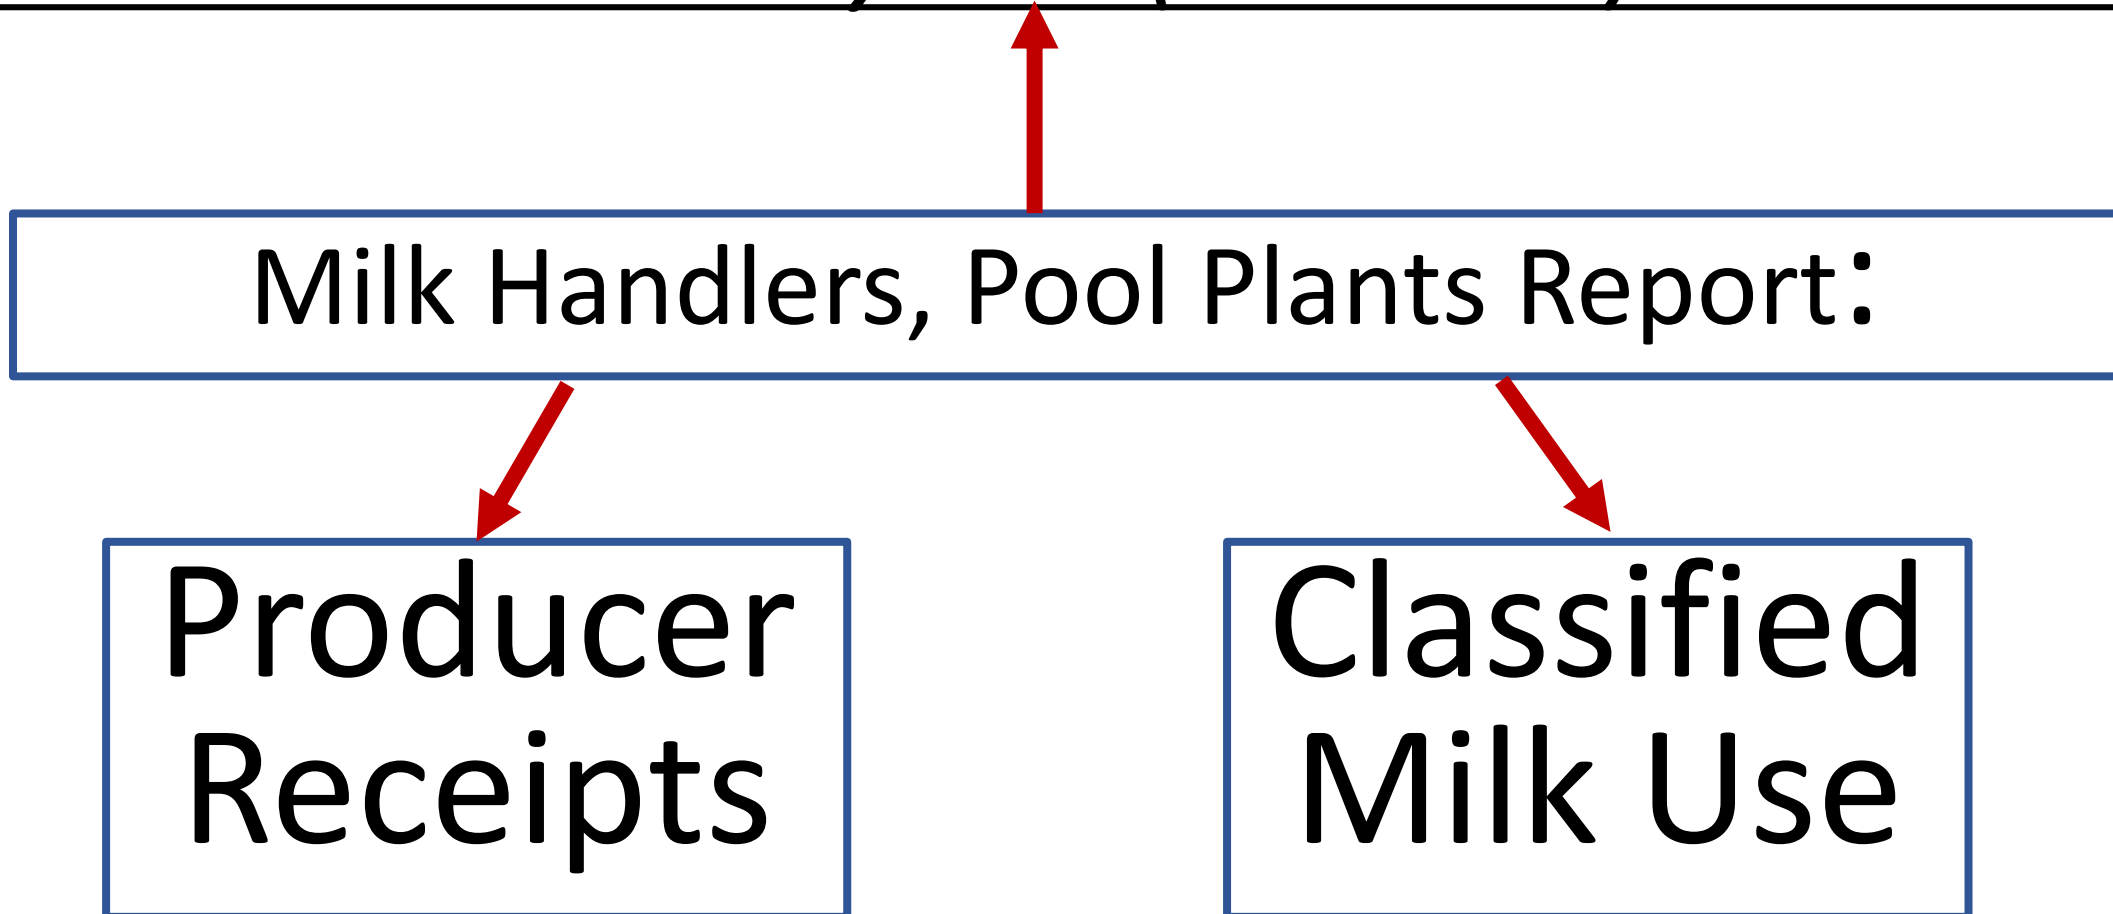 Milk Handlers, Pool Plants Report:
Producer
Receipts
Classified
Milk Use